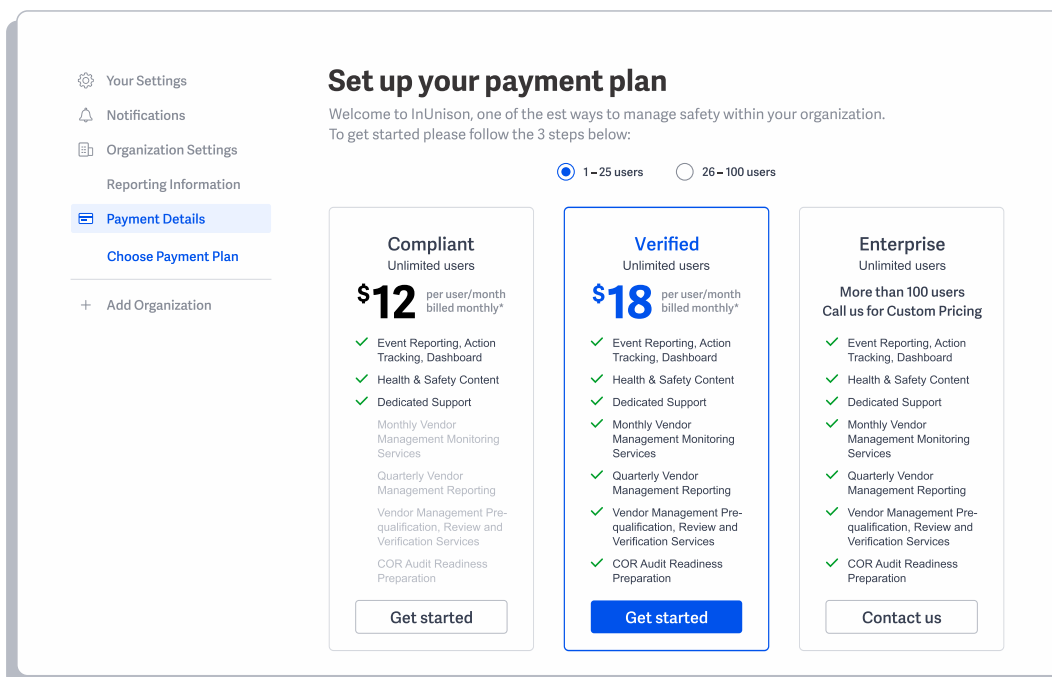 Your Settings
Notifications
Organization Settings
Reporting Information
Payment Details
Choose Payment Plan
Add Organization
Set up your payment plan
Welcome to InUnison, one of the est ways to manage safety within your organization.
To get started please follow the 3 steps below:
1 – 25 users
26 – 100 users
Compliant
Unlimited users
$12
per user/month
billed monthly*
Event Reporting, Action
Tracking, Dashboard
Health & Safety Content
Dedicated Support
Monthly Vendor
Management Monitoring
Services
Quarterly Vendor
Management Reporting
Vendor Management Pre-
qualification, Review and
Verification Services
COR Audit Readiness
Preparation
Get started
Verified
Unlimited users
$18
per user/month
billed monthly*
Event Reporting, Action
Tracking, Dashboard
Health & Safety Content
Dedicated Support
Monthly Vendor
Management Monitoring
Services
Quarterly Vendor
Management Reporting
Vendor Management Pre-
qualification, Review and
Verification Services
COR Audit Readiness
Preparation
Get started
Enterprise
Unlimited users
More than 100 users
Call us for Custom Pricing
Event Reporting, Action
Tracking, Dashboard
Health & Safety Content
Dedicated Support
Monthly Vendor
Management Monitoring
Services
Quarterly Vendor
Management Reporting
Vendor Management Pre-
qualification, Review and
Verification Services
COR Audit Readiness
Preparation
Contact us